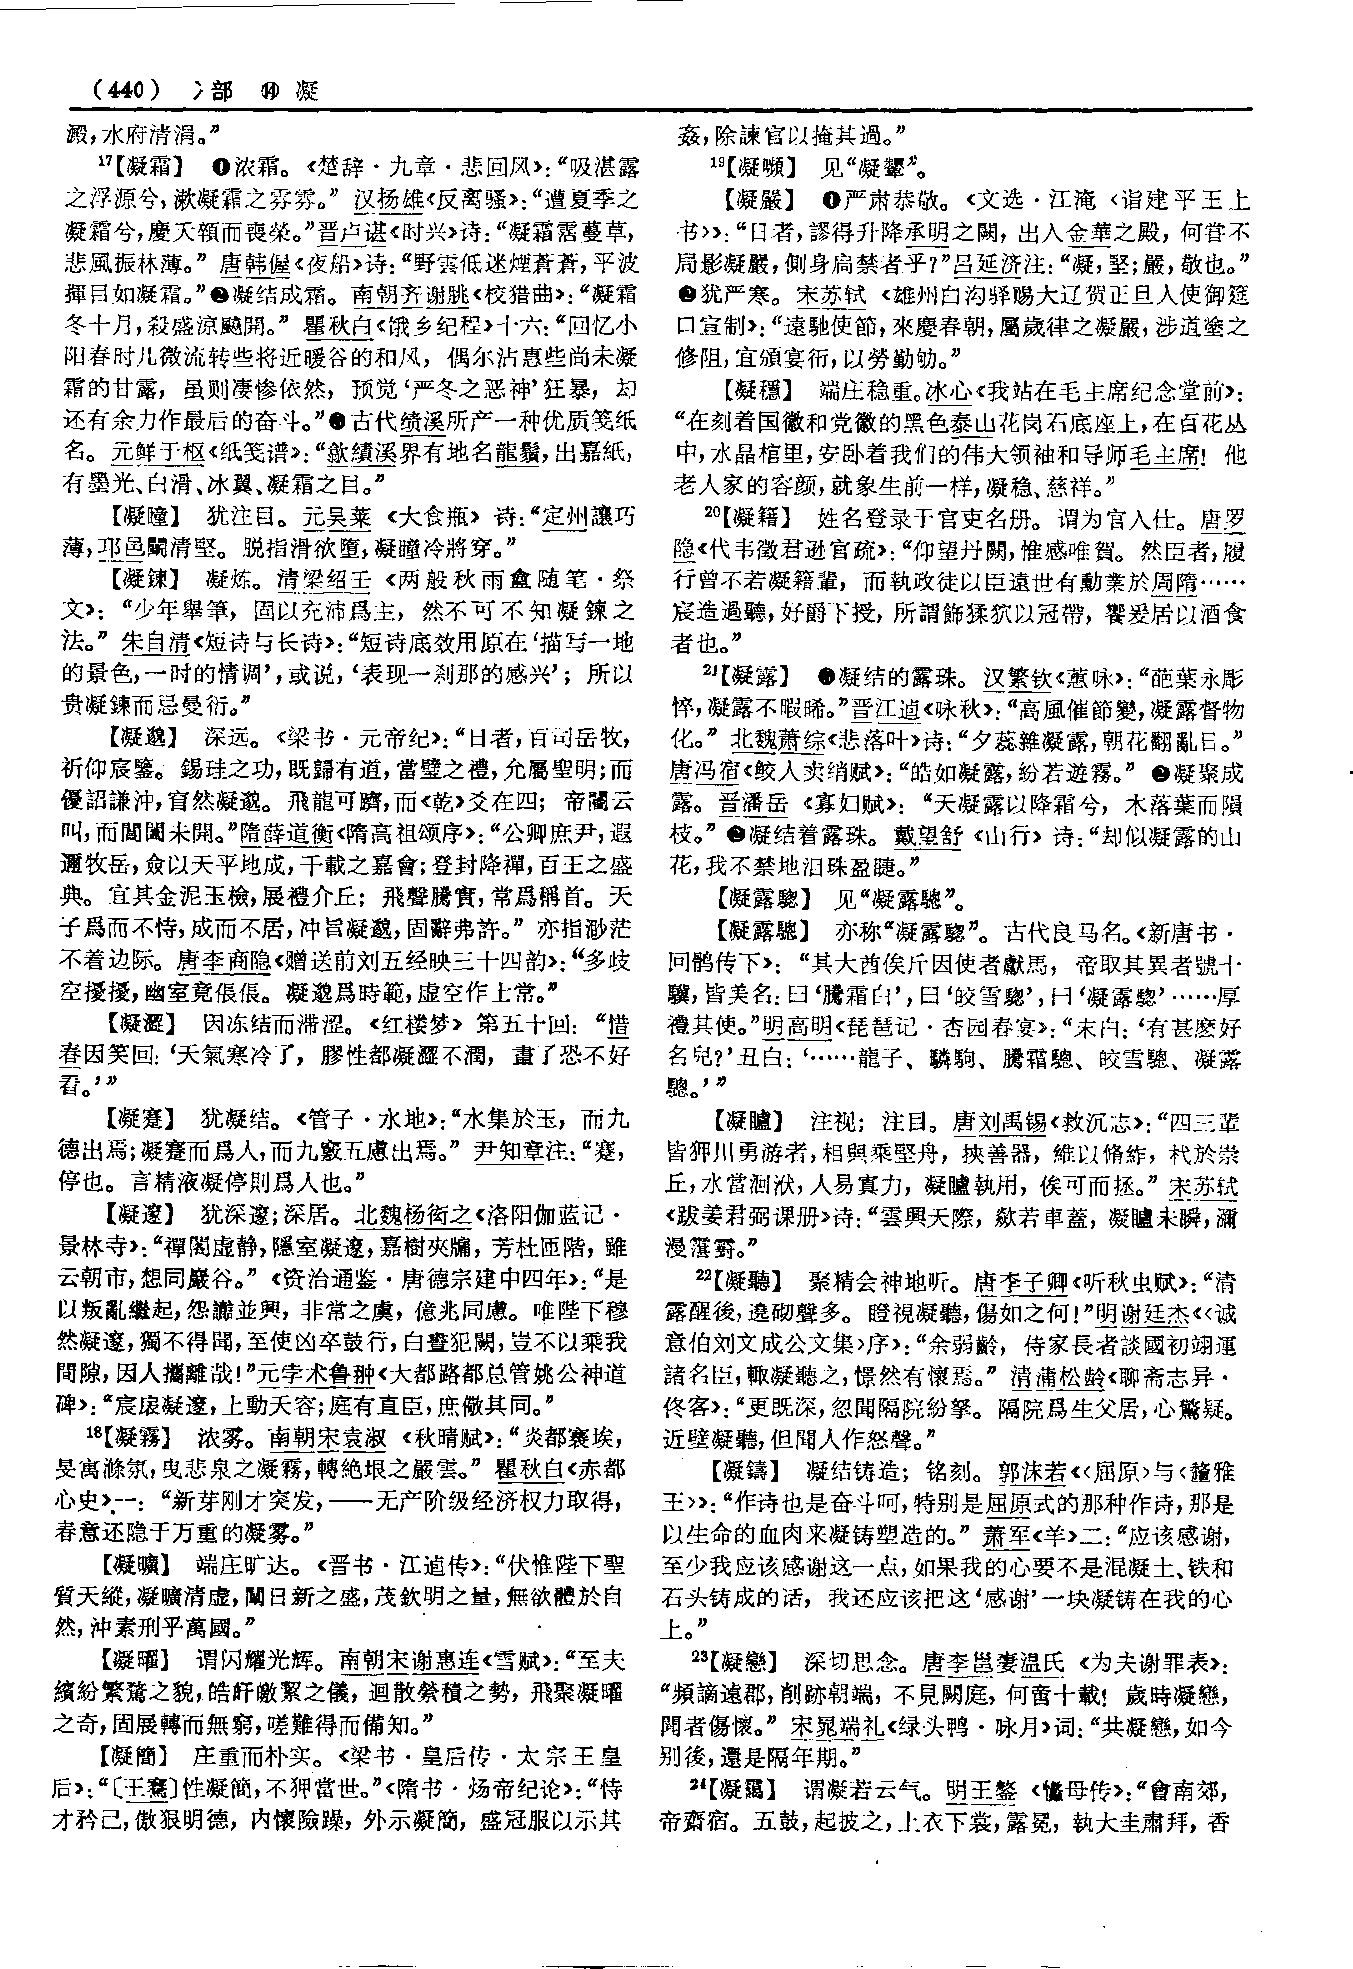 （440） 冫部 ⑭ 凝
澱，水府清涓。”
17【凝霜】 ❶浓霜。《楚辞·九章·悲回风》：“吸湛露
之浮源兮，漱凝霜之雰雰。” 汉扬雄《反离骚》：“遭夏季之
凝霜兮，慶夭顇而喪榮。”晋卢谌《时兴》诗：“凝霜霑蔓草，
悲風振林薄。” 唐韩偓《夜船》诗：“野雲低迷煙蒼蒼，平波
揮目如凝霜。”❷凝结成霜。南朝齐谢朓《校猎曲》：“凝霜
冬十月，殺盛涼飈開。” 瞿秋白《饿乡纪程》十六：“回忆小
阳春时儿微流转些将近暖谷的和风， 偶尔沾惠些尚未凝
霜的甘露， 虽则凄惨依然， 预觉‘严冬之恶神’狂暴， 却
还有余力作最后的奋斗。”❸古代绩溪所产一种优质笺纸
名。 元鲜于枢《纸笺谱》：“歙績溪界有地名龍鬚，出嘉紙，
有墨光、白滑、冰翼、凝霜之目。”
【凝瞳】 犹注目。 元吴莱 《大食瓶》 诗：“定州讓巧
薄，邛邑鬭清堅。 脱指滑欲墮，凝瞳冷將穿。”
【凝鍊】 凝炼。 清梁绍壬 《两般秋雨盦随笔·祭
文》： “少年舉筆， 固以充沛爲主， 然不可不知凝鍊之
法。” 朱自清《短诗与长诗》：“短诗底效用原在‘描写一地
的景色，一时的情调’，或说，‘表现一刹那的感兴’； 所以
贵凝鍊而忌曼衍。”
【凝邈】 深远。 《梁书·元帝纪》：“日者，百司岳牧，
祈仰宸鑒。 錫珪之功，既歸有道，當璧之禮，允屬聖明；而
優詔謙沖，窅然凝邈。 飛龍可躋，而《乾》爻在四； 帝閽云
叫，而閶闔未開。”隋薛道衡《隋高祖颂序》：“公卿庶尹，遐
邇牧岳，僉以天平地成，千載之嘉會；登封降禪，百王之盛
典。 宜其金泥玉檢，展禮介丘； 飛聲騰實，常爲稱首。 天
子爲而不恃，成而不居，冲旨凝邈，固辭弗許。” 亦指渺茫
不着边际。 唐李商隐《赠送前刘五经映三十四韵》：“多歧
空擾擾，幽室竟倀倀。 凝邈爲時範，虚空作士常。”
【凝澀】 因冻结而滞涩。 《红楼梦》 第五十回： “惜
春因笑回：‘天氣寒冷了， 膠性都凝澀不潤， 畫了恐不好
看。’”
【凝蹇】 犹凝结。 《管子·水地》：“水集於玉， 而九
德出焉；凝蹇而爲人，而九竅五慮出焉。” 尹知章注：“蹇，
停也。 言精液凝停則爲人也。”
【凝邃】 犹深邃；深居。 北魏杨衒之《洛阳伽蓝记·
景林寺》：“禪閣虚静，隱室凝邃，嘉樹夾牖， 芳杜匝階， 雖
云朝市，想同巖谷。” 《资治通鉴·唐德宗建中四年》：“是
以叛亂繼起，怨讟並興， 非常之虞， 億兆同慮。 唯陛下穆
然凝邃，獨不得聞，至使凶卒鼓行，白晝犯闕，豈不以乘我
間隙，因人攜離哉！”元孛术鲁翀《大都路都总管姚公神道
碑》：“宸扆凝邃，上動天容；庭有直臣，庶儆其同。”
18【凝霧】 浓雾。 南朝宋袁淑 《秋晴赋》：“炎都褰埃，
旻寓滌氛，曳悲泉之凝霧，轉絶垠之嚴雲。” 瞿秋白《赤都
心史》一： “新芽刚才突发，——无产阶级经济权力取得，
春意还隐于万重的凝雾。”
【凝曠】 端庄旷达。 《晋书·江逌传》：“伏惟陛下聖
質天縱，凝曠清虚，闡日新之盛，茂欽明之量，無欲體於自
然，沖素刑乎萬國。”
【凝曜】 谓闪耀光辉。 南朝宋谢惠连《雪赋》：“至夫
繽紛繁騖之貌，皓皔曒絜之儀， 迴散縈積之勢， 飛聚凝曜
之奇，固展轉而無窮，嗟難得而備知。”
【凝簡】 庄重而朴实。 《梁书·皇后传·太宗王皇
后》：“〔王騫〕性凝簡，不狎當世。”《隋书·炀帝纪论》：“恃
才矜己，傲狠明德， 内懷險躁， 外示凝簡， 盛冠服以示其
姦，除諫官以掩其過。”
19【凝嚬】 见“凝颦”。
【凝嚴】 ❶严肃恭敬。 《文选·江淹〈诣建平王上
书〉》：“日者，謬得升降承明之闕， 出入金華之殿， 何嘗不
局影凝嚴，側身扃禁者乎？”吕延济注：“凝，堅；嚴，敬也。”
❷犹严寒。 宋苏轼 《雄州白沟驿赐大辽贺正旦人使御筵
口宣制》：“遠馳使節，來慶春朝，屬歲律之凝嚴，涉道塗之
修阻，宜頒宴衎，以勞勤劬。”
【凝穩】 端庄稳重。冰心《我站在毛主席纪念堂前》：
“在刻着国徽和党徽的黑色泰山花岗石底座上，在百花丛
中，水晶棺里，安卧着我们的伟大领袖和导师毛主席！ 他
老人家的容颜，就象生前一样，凝稳、慈祥。”
20【凝籍】 姓名登录于官吏名册。 谓为官入仕。 唐罗
隐《代韦徵君逊官疏》：“仰望丹闕，惟感唯賀。 然臣者，履
行曾不若凝籍輩， 而執政徒以臣遠世有勳業於周隋……
宸造過聽，好爵下授， 所謂飾猱狖以冠帶， 饗爰居以酒食
者也。”
21【凝露】 ❶凝结的露珠。 汉繁钦《蕙咏》：“葩葉永彫
悴，凝露不暇晞。”晋江逌《咏秋》：“高風催節變，凝露督物
化。” 北魏萧综《悲落叶》诗：“夕蕊雜凝露，朝花翻亂日。”
唐冯宿《鲛人卖绡赋》：“皓如凝露，紛若遊霧。” ❷凝聚成
露。 晋潘岳 《寡妇赋》： “天凝露以降霜兮， 木落葉而隕
枝。” ❸凝结着露珠。 戴望舒 《山行》 诗：“却似凝露的山
花，我不禁地泪珠盈睫。”
【凝露驄】 见“凝露驄”。
【凝露驄】 亦称“凝露驄”。 古代良马名。《新唐书·
回鹘传下》： “其大酋俟斤因使者獻馬， 帝取其異者號十
驥，皆美名：曰‘騰霜白’，曰‘皎雪驄’，曰‘凝露驄’……厚
禮其使。”明高明《琵琶记·杏园春宴》：“末白：‘有甚麽好
名兒？’丑白：‘……龍子、驎駒、騰霜驄、皎雪驄、凝露
驄。’”
【凝矑】 注视；注目。 唐刘禹锡《救沉志》：“四三輩
皆狎川勇游者，相與乘堅舟， 挾善器， 維以脩䋏， 杙於崇
丘，水當洄洑，人易寘力， 凝矑執用， 俟可而拯。” 宋苏轼
《跋姜君弼课册》诗：“雲興天際， 歘若車蓋， 凝矑未瞬，瀰
漫霮䨴。”
22【凝聽】 聚精会神地听。 唐李子卿《听秋虫赋》：“清
露醒後，遶砌聲多。 瞪視凝聽，傷如之何！”明谢廷杰《〈诚
意伯刘文成公文集〉序》：“余弱齡， 侍家長者談國初翊運
諸名臣，輒凝聽之，憬然有懷焉。” 清蒲松龄《聊斋志异·
佟客》：“更既深，忽聞隔院紛拏。 隔院爲生父居，心驚疑。
近壁凝聽，但聞人作怒聲。”
【凝鑄】 凝结铸造； 铭刻。 郭沫若《〈屈原〉与〈釐雅
王〉》：“作诗也是奋斗呵，特别是屈原式的那种作诗，那是
以生命的血肉来凝铸塑造的。” 萧军《羊》二：“应该感谢，
至少我应该感谢这一点，如果我的心要不是混凝土、铁和
石头铸成的话， 我还应该把这‘感谢’一块凝铸在我的心
上。”
23【凝戀】 深切思念。 唐李邕妻温氏 《为夫谢罪表》：
“頻謫遠郡，削跡朝端， 不見闕庭， 何啻十載！ 歲時凝戀，
聞者傷懷。” 宋晁端礼《绿头鸭·咏月》词：“共凝戀，如今
别後，還是隔年期。”
24【凝靄】 谓凝若云气。 明王鏊 《懺母传》：“會南郊，
帝齋宿。 五鼓，起披之，上衣下裳，露冕， 執大圭肅拜， 香